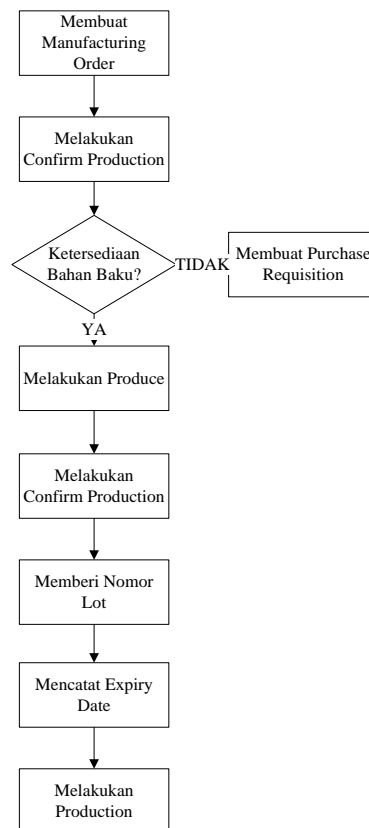 Membuat
Manufacturing
Order
Melakukan
Confirm Production
Ketersediaan
Bahan Baku?
TIDAK
Membuat Purchase
Requisition
YA
Melakukan Produce
Melakukan
Confirm Production
Memberi Nomor
Lot
Mencatat Expiry
Date
Melakukan
Production